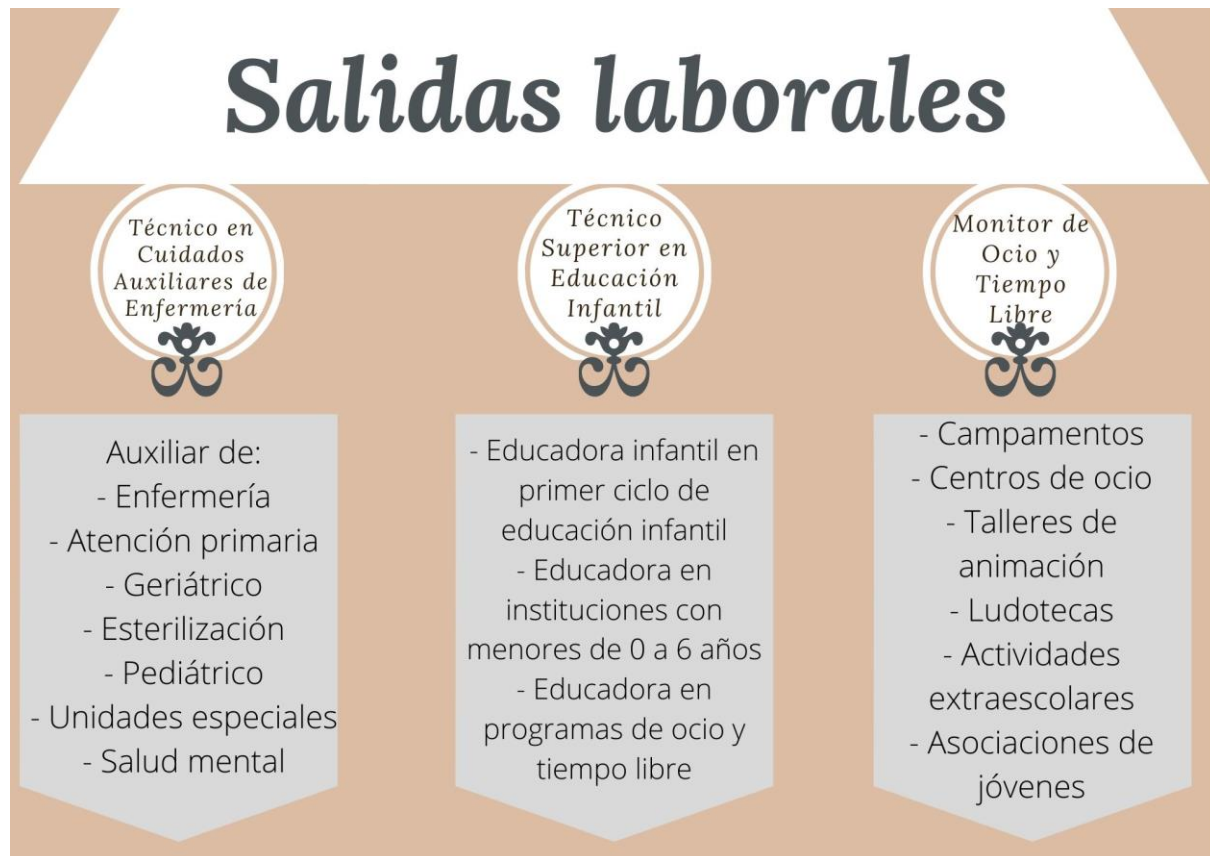 Salidas laborales
Técnico en
Cuidados
Auxiliares de
Enfermería
Auxiliar de:
- Enfermería
- Atención primaria
- Geriátrico
- Esterilización
- Pediátrico
- Unidades especiales
- Salud mental
Técnico
Superior en
Educación
Infantil
- Educadora infantil en
primer ciclo de
educación infantil
- Educadora en
instituciones con
menores de 0 a 6 años
- Educadora en
programas de ocio y
tiempo libre
Monitor de
Ocio y
Tiempo
Libre
- Campamentos
- Centros de ocio
- Talleres de
animación
- Ludotecas
- Actividades
extraescolares
- Asociaciones de
jóvenes